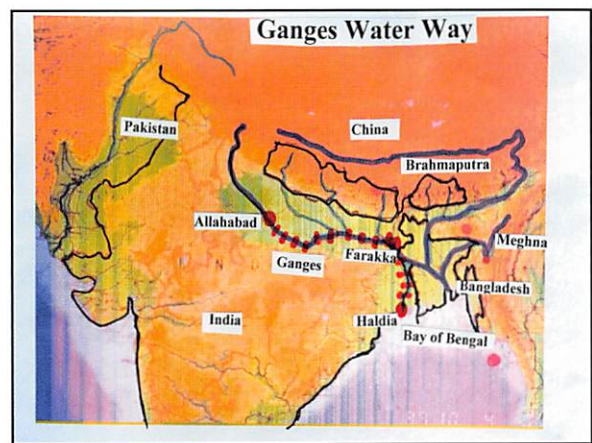 Ganges Water Way
Pakistan
China
Brahmaputra
Allahabad
Meghna
Farakka
Ganges
Bangladesh
India
Haldia
Bay of Bengal